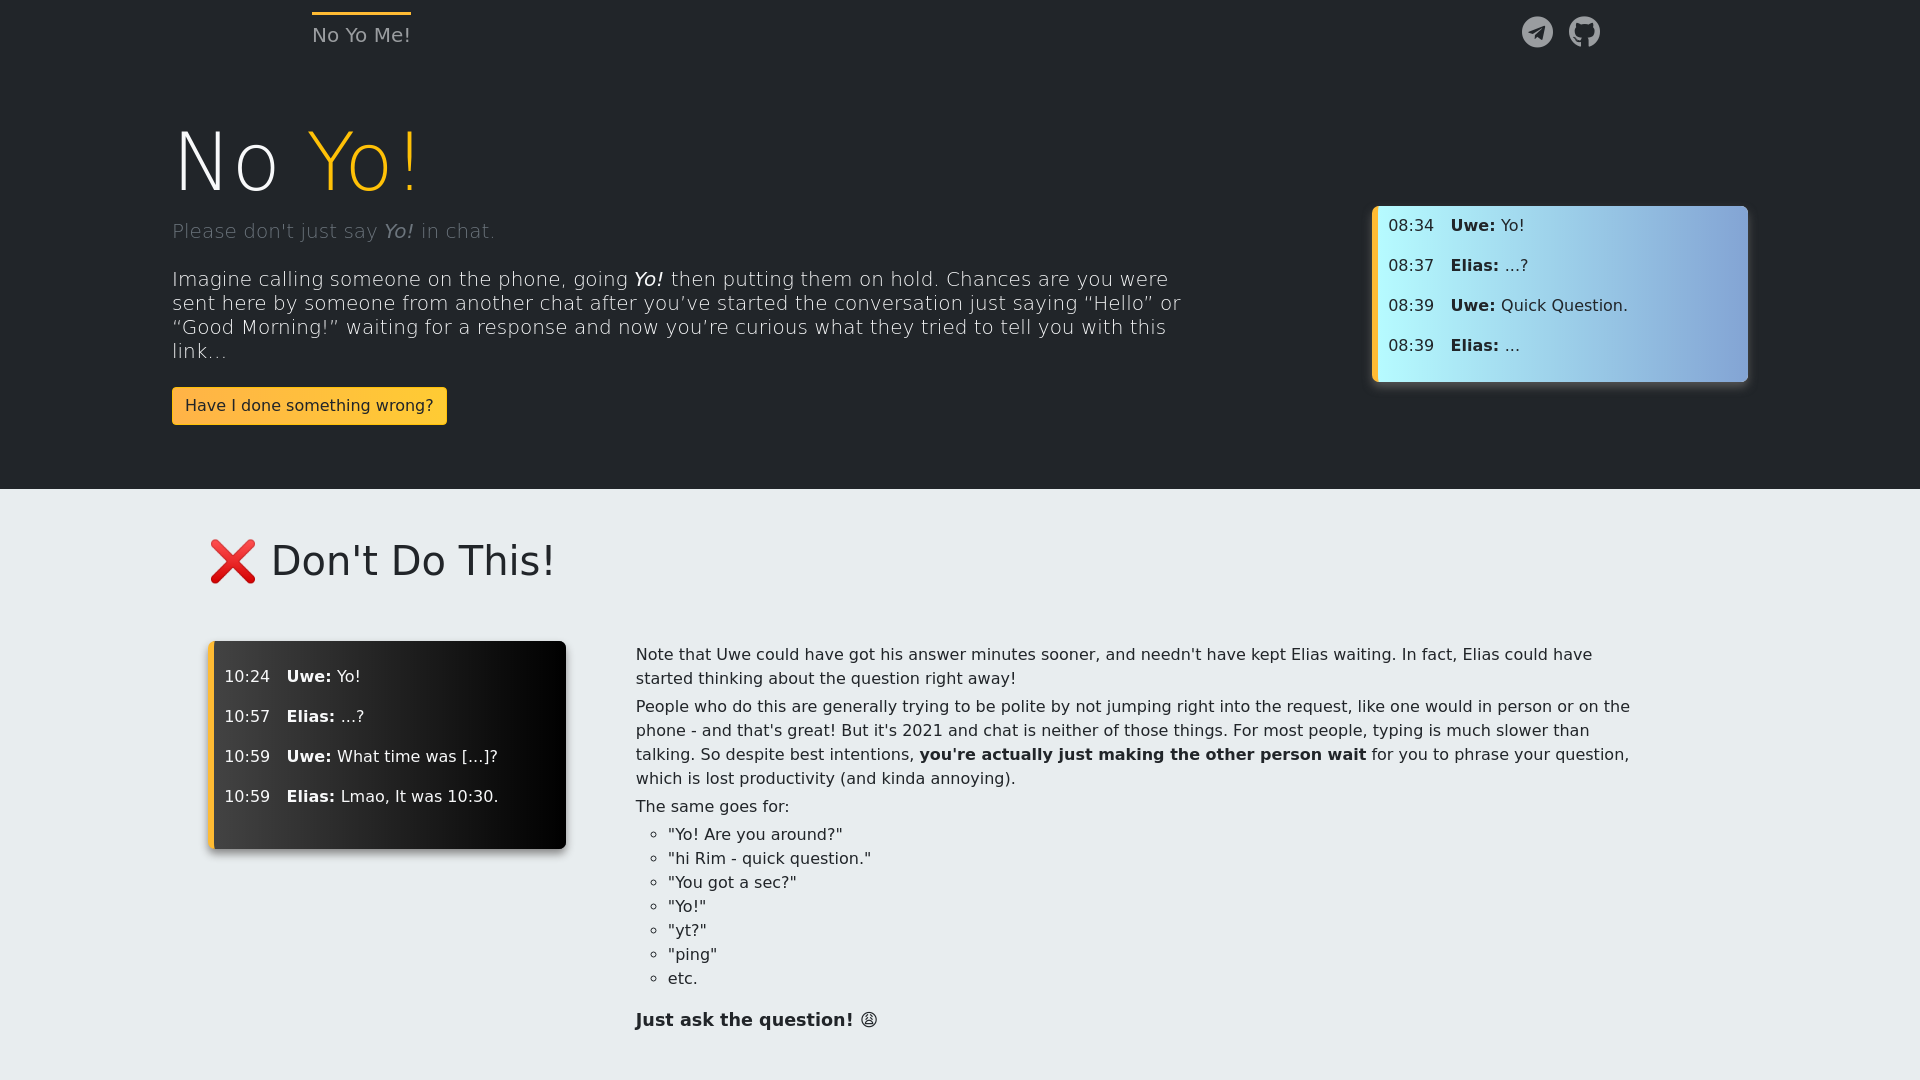 No Yo Me!
No Yo!
Please don't just say Yo! in chat.
Imagine calling someone on the phone, going Yo! then putting them on hold. Chances are you were
sent here by someone from another chat after you’ve started the conversation just saying “Hello” or
“Good Morning!” waiting for a response and now you’re curious what they tried to tell you with this
link...
Have I done something wrong?
08:34 Uwe: Yo!
08:37 Elias: ...?
08:39 Uwe: Quick Question.
08:39 Elias: ...
❌ Don't Do This!
10:24 Uwe: Yo!
10:57 Elias: ...?
10:59 Uwe: What time was [...]?
10:59 Elias: Lmao, It was 10:30.
Note that Uwe could have got his answer minutes sooner, and needn't have kept Elias waiting. In fact, Elias could have
started thinking about the question right away!
People who do this are generally trying to be polite by not jumping right into the request, like one would in person or on the
phone - and that's great! But it's 2021 and chat is neither of those things. For most people, typing is much slower than
talking. So despite best intentions, you're actually just making the other person wait for you to phrase your question,
which is lost productivity (and kinda annoying).
The same goes for:
"Yo! Are you around?"
"hi Rim - quick question."
"You got a sec?"
"Yo!"
"yt?"
"ping"
etc.
Just ask the question! 😩